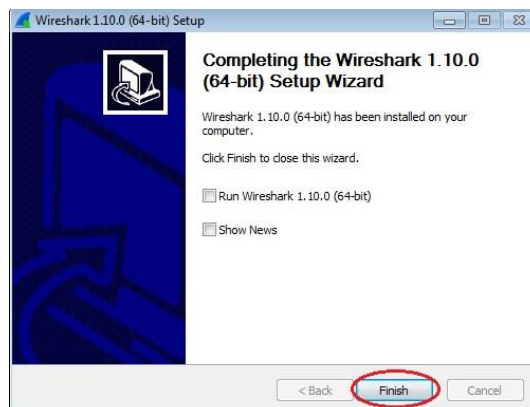 Wireshark 1.10.0 (64-bit) Setup
Completing the Wireshark 1.10.0
(64-bit) Setup Wizard
Wireshark 1.10.0 (64-bit) has been installed on your
computer.
Click Finish to close this wizard.
Run Wireshark 1.10.0 (64-bit)
Show News
< Back Finish Cancel